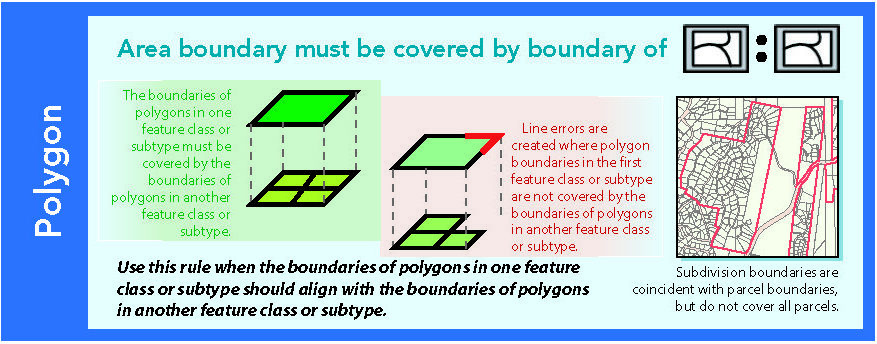 Polygon
Area boundary must be covered by boundary of
The boundaries of
polygons in one
feature class or
subtype must be
covered by the
boundaries of
polygons in another
feature class or
subtype.
Line errors are
created where polygon
boundaries in the first
feature class or subtype
are not covered by the
boundaries of polygons
in another feature class
or subtype.
Use this rule when the boundaries of polygons in one feature
class or subtype should align with the boundaries of polygons
in another feature class or subtype.
Subdivision boundaries are
coincident with parcel boundaries,
but do not cover all parcels.